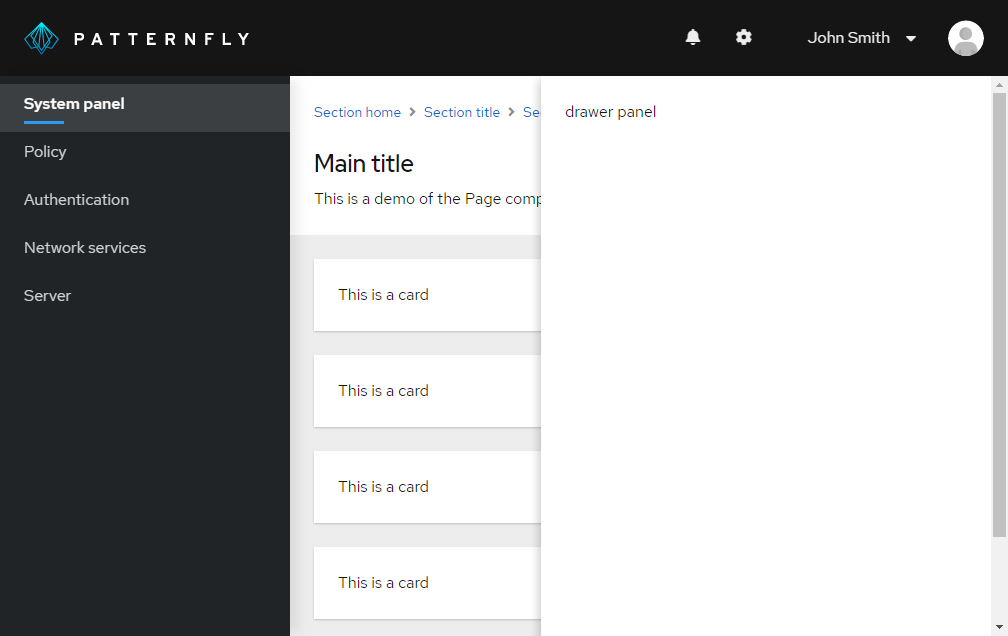 PATTERNFLY
John Smith
System panel
Policy
Authentication
Network services
Server
Section home > Section title > Se
Main title
This is a demo of the Page comp
This is a card
This is a card
This is a card
This is a card
drawer panel